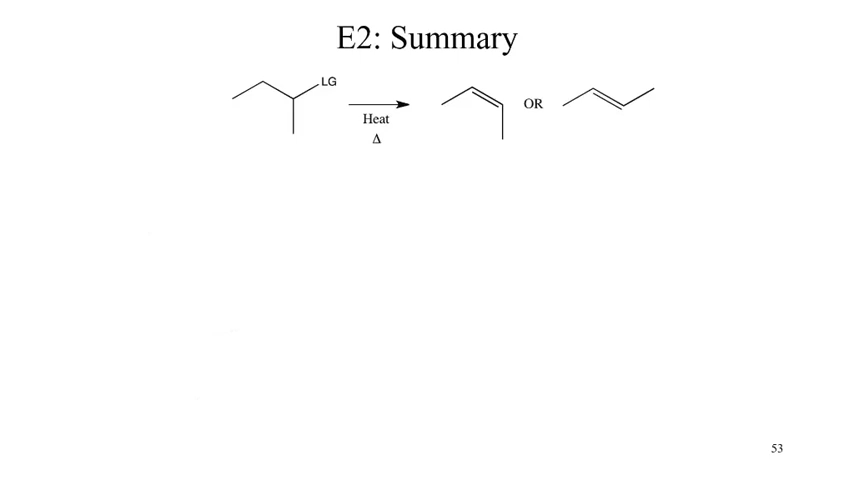 E2: Summary
LG
Heat
Δ
OR
53